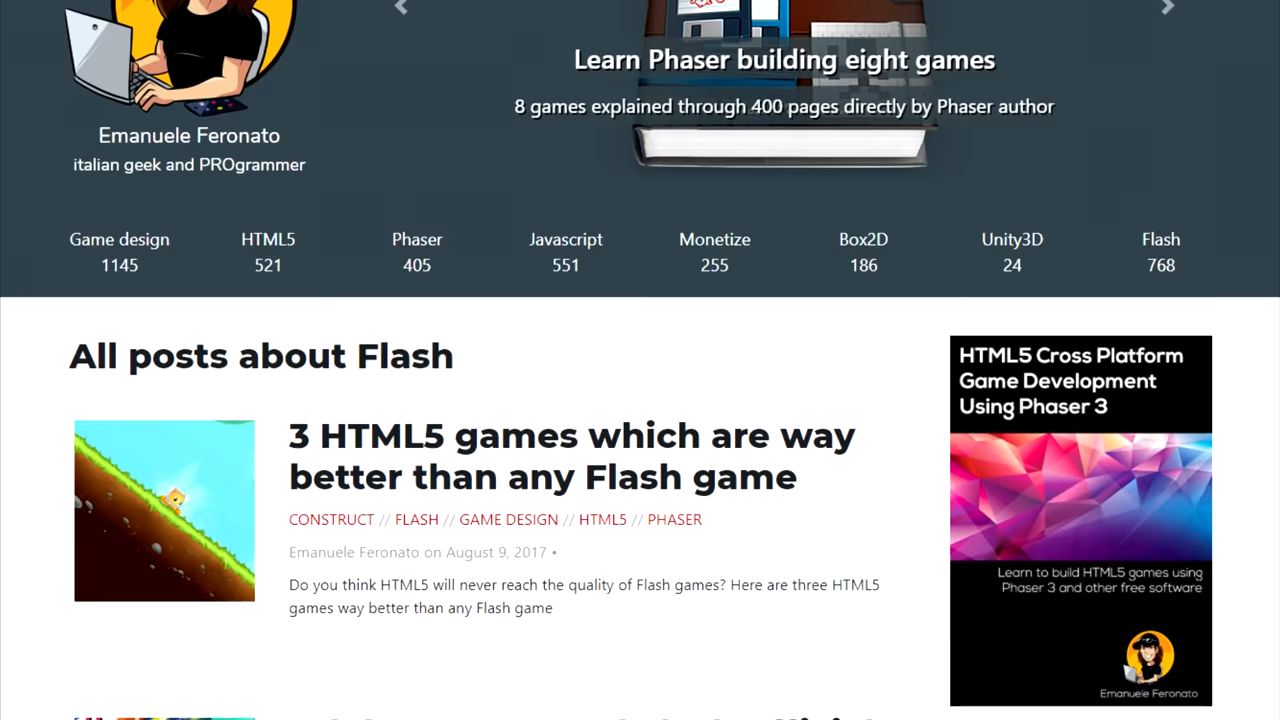 Learn Phaser building eight games
8 games explained through 400 pages directly by Phaser author
Emanuele Feronato
italian geek and PROgrammer
Game design HTML5 Phaser Javascript Monetize Box2D Unity3D Flash
1145 521 405 551 255 186 24 768
All posts about Flash
3 HTML5 games which are way
better than any Flash game
CONSTRUCT // FLASH // GAME DESIGN // HTML5 // PHASER
Emanuele Feronato on August 9, 2017 •
Do you think HTML5 will never reach the quality of Flash games? Here are three HTML5
games way better than any Flash game
HTML5 Cross Platform
Game Development
Using Phaser 3
Learn to build HTML5 games using
Phaser 3 and other free software
Emanuele Feronato